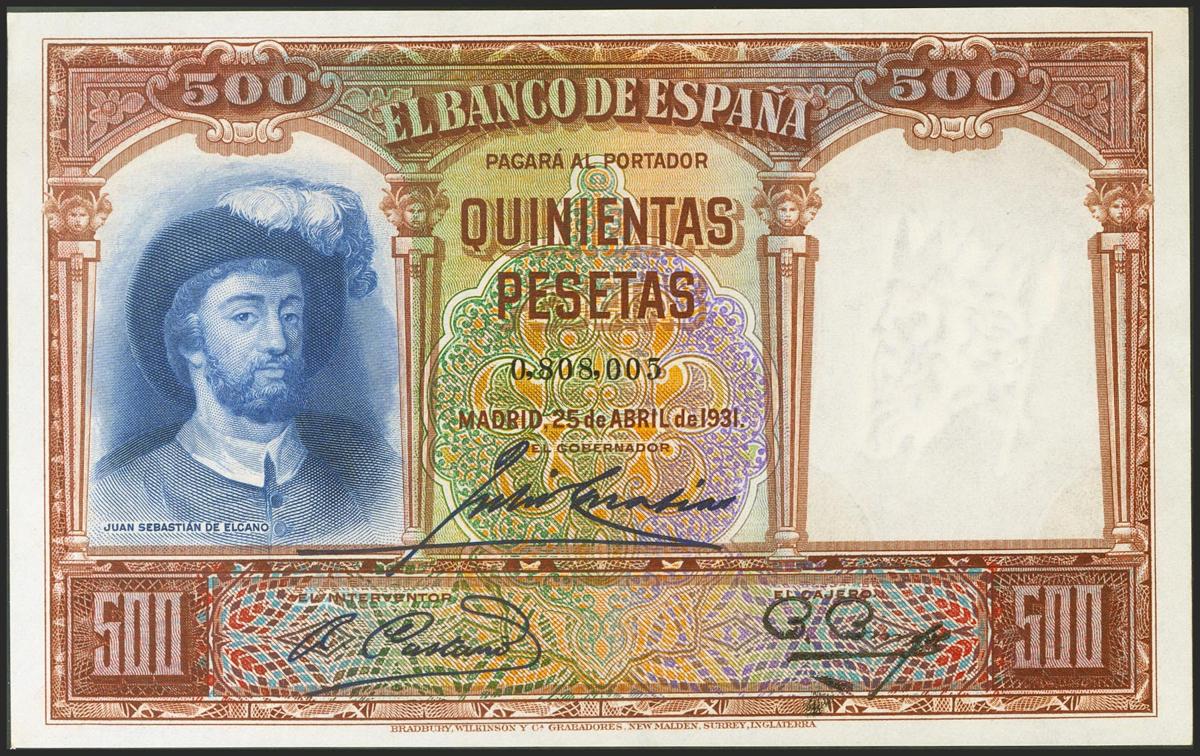 500
500
EL BANCO DE ESPAÑA
PAGARÁ AL PORTADOR
QUINIENTAS
PESETAS
0,808,003
MADRID, 25 de ABRIL de 1931.
EL GOBERNADOR
JUAN SEBASTIÁN DE ELCANO
EL INTERVENTOR
EL CAJERO
500
500
BRADBURY, WILKINSON Y Cª GRABADORES, NEW MALDEN, SURREY, INGLATERRA